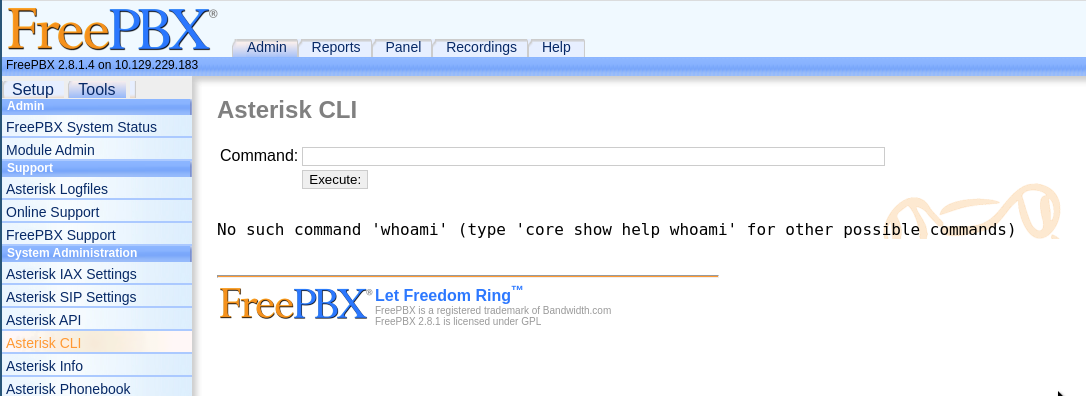 FreePBX®
Admin Reports Panel Recordings Help
FreePBX 2.8.1.4 on 10.129.229.183
Setup Tools
Admin
FreePBX System Status
Module Admin
Support
Asterisk Logfiles
Online Support
FreePBX Support
System Administration
Asterisk IAX Settings
Asterisk SIP Settings
Asterisk API
Asterisk CLI
Asterisk Info
Asterisk Phonebook
Asterisk CLI
Command:
Execute:
No such command 'whoami' (type 'core show help whoami' for other possible commands)
FreePBX® Let Freedom Ring™
FreePBX is a registered trademark of Bandwidth.com
FreePBX 2.8.1 is licensed under GPL